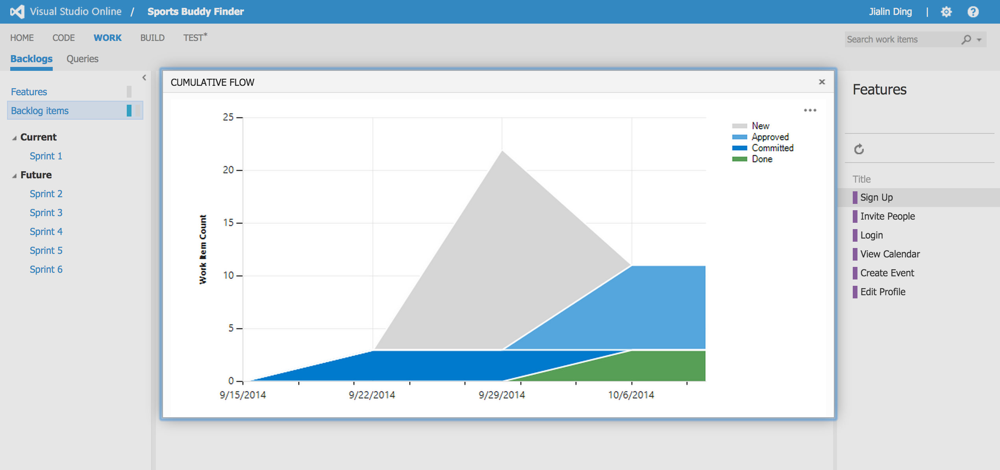 Visual Studio Online / Sports Buddy Finder
Jialin Ding |
HOME CODE WORK BUILD TEST*
Search work items
Backlogs Queries
Features
Backlog items
Current
Sprint 1
Future
Sprint 2
Sprint 3
Sprint 4
Sprint 5
Sprint 6
CUMULATIVE FLOW
25
20
15
10
5
0
Work Item Count
9/15/2014 9/22/2014 9/29/2014 10/6/2014
New
Approved
Committed
Done
Features
Title
Sign Up
Invite People
Login
View Calendar
Create Event
Edit Profile